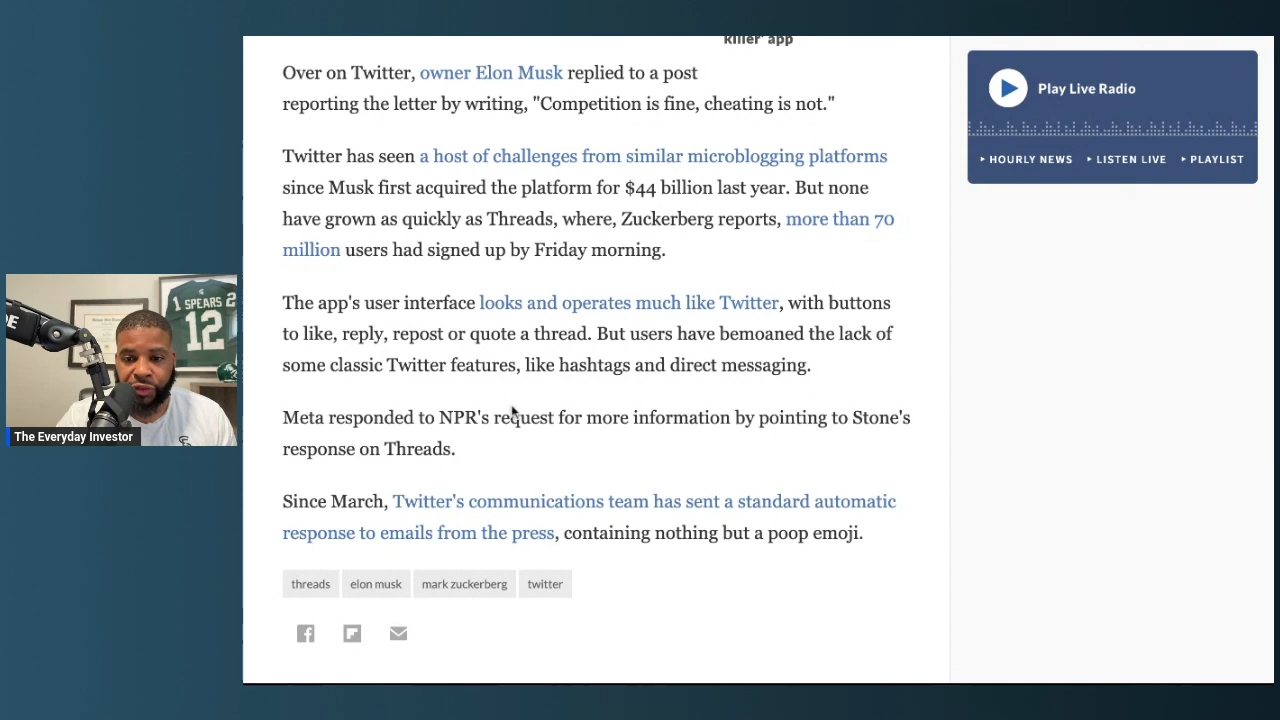 killer' app
Over on Twitter, owner Elon Musk replied to a post
reporting the letter by writing, "Competition is fine, cheating is not."
Twitter has seen a host of challenges from similar microblogging platforms
since Musk first acquired the platform for $44 billion last year. But none
have grown as quickly as Threads, where, Zuckerberg reports, more than 70
million users had signed up by Friday morning.
The app's user interface looks and operates much like Twitter, with buttons
to like, reply, repost or quote a thread. But users have bemoaned the lack of
some classic Twitter features, like hashtags and direct messaging.
Meta responded to NPR's request for more information by pointing to Stone's
response on Threads.
Since March, Twitter's communications team has sent a standard automatic
response to emails from the press, containing nothing but a poop emoji.
threads elon musk mark zuckerberg twitter
Play Live Radio
HOURLY NEWS LISTEN LIVE PLAYLIST
SPEARS
12
The Everyday Investor